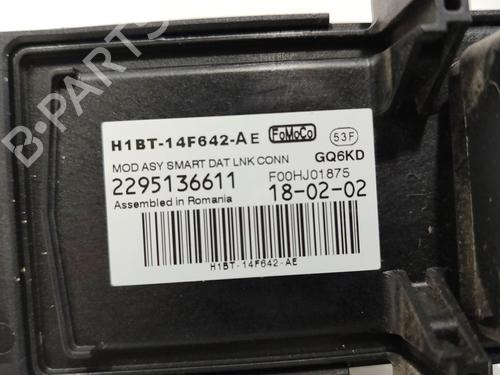 H1BT-14F642-AE FoMoCo 53F
MOD ASY SMART DAT LNK CONN GQ6KD
2295136611 F00HJ01875
Assembled in Romania 18-02-02
H1BT-14F642-AE
B-PARTS